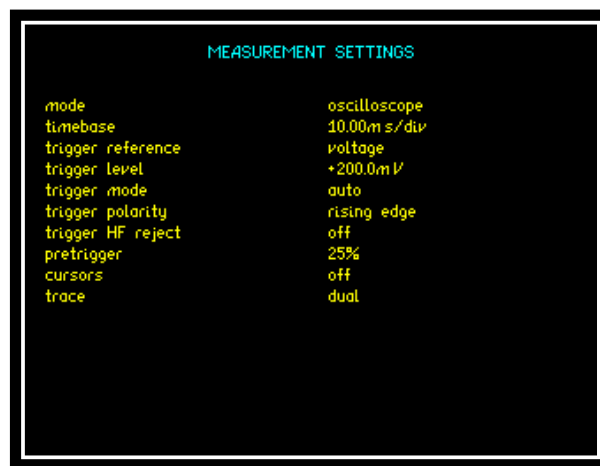 MEASUREMENT SETTINGS
mode oscilloscope
timebase 10.00ms/div
trigger reference voltage
trigger level +200.0mV
trigger mode auto
trigger polarity rising edge
trigger HF reject off
pretrigger 25%
cursors off
trace dual